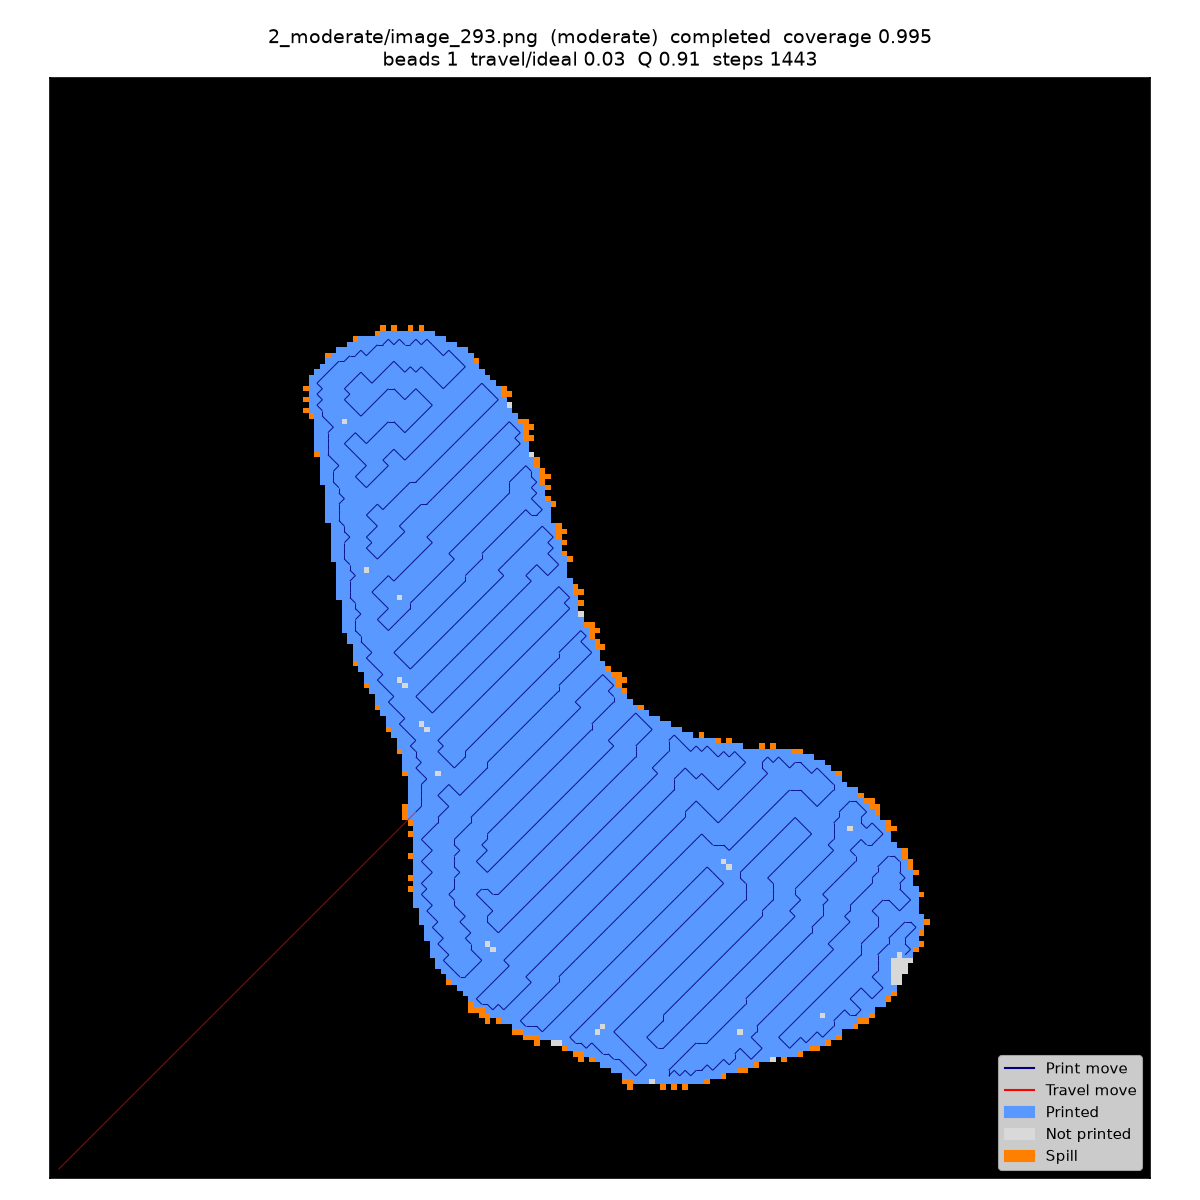 2_moderate/image_293.png  (moderate)  completed  coverage 0.995
beads 1  travel/ideal 0.03  Q 0.91  steps 1443
Print move
Travel move
Printed
Not printed
Spill